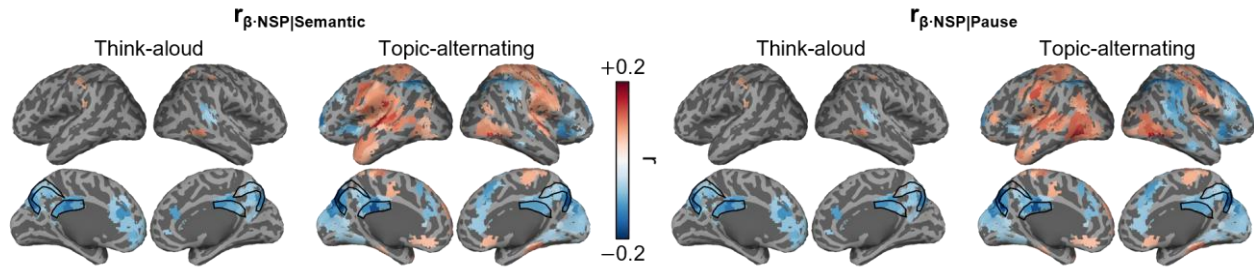 rβ·NSP|Semantic
Think-aloud
Topic-alternating
+0.2
r
−0.2
rβ·NSP|Pause
Think-aloud
Topic-alternating